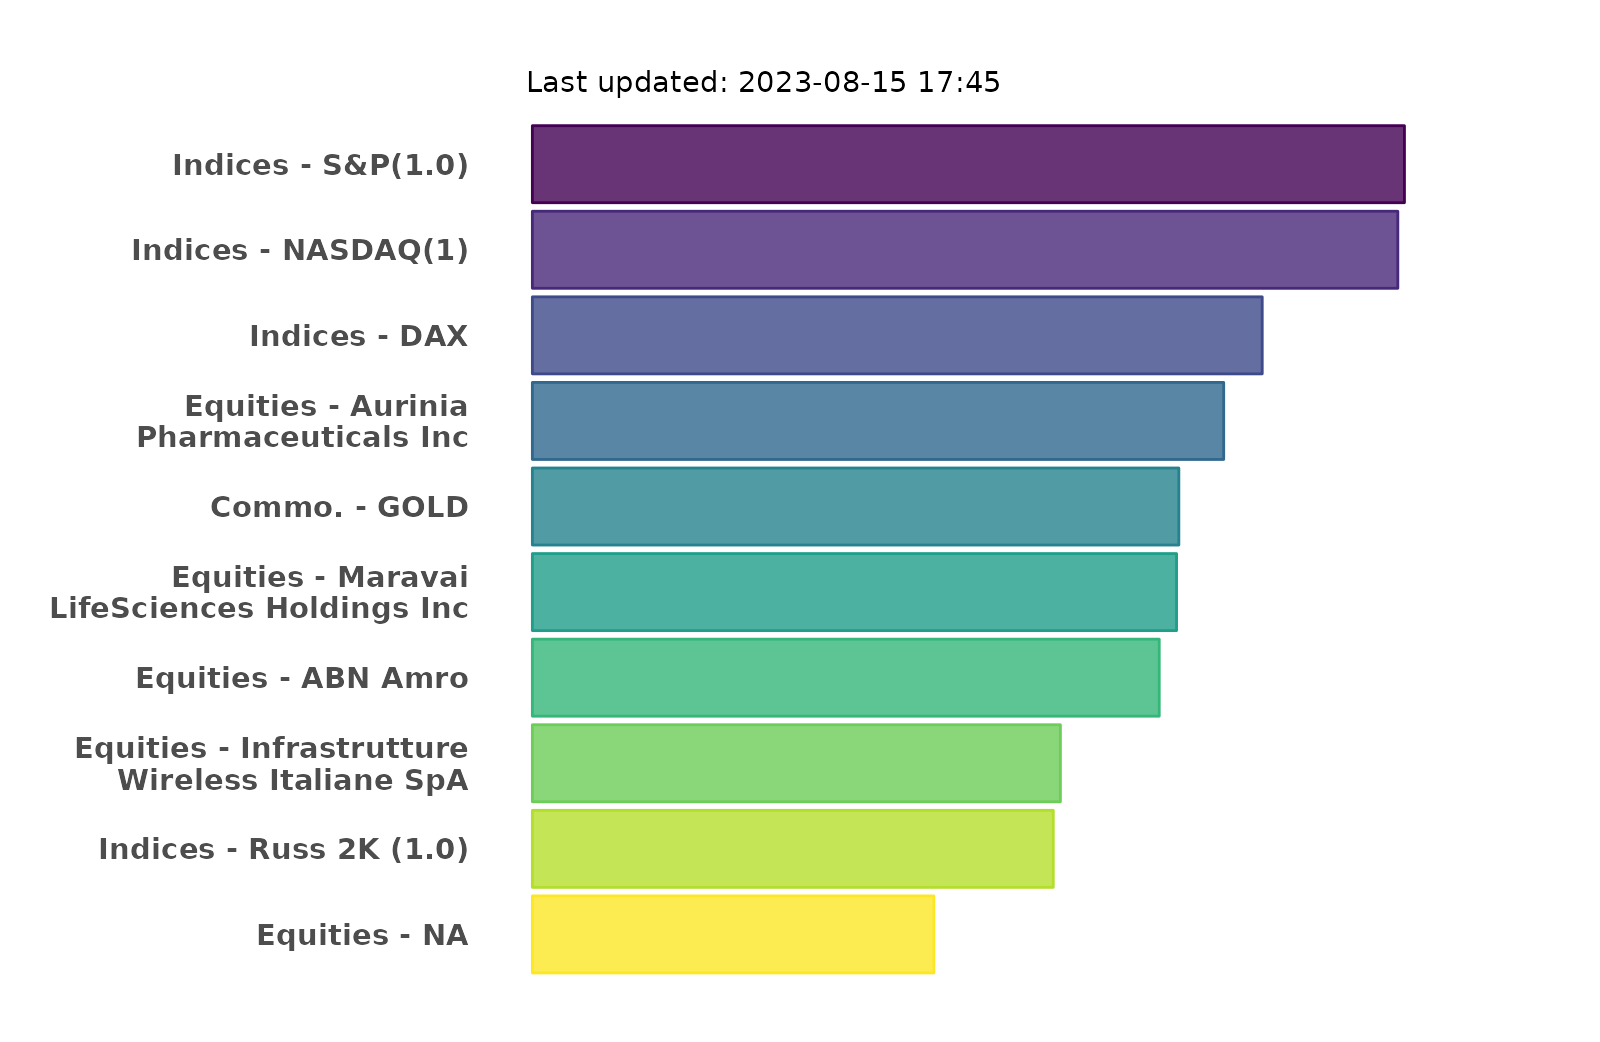 Last updated: 2023-08-15 17:45
Indices - S&P(1.0)
Indices - NASDAQ(1)
Indices - DAX
Equities - Aurinia
Pharmaceuticals Inc
Commo. - GOLD
Equities - Maravai
LifeSciences Holdings Inc
Equities - ABN Amro
Equities - Infrastrutture
Wireless Italiane SpA
Indices - Russ 2K (1.0)
Equities - NA